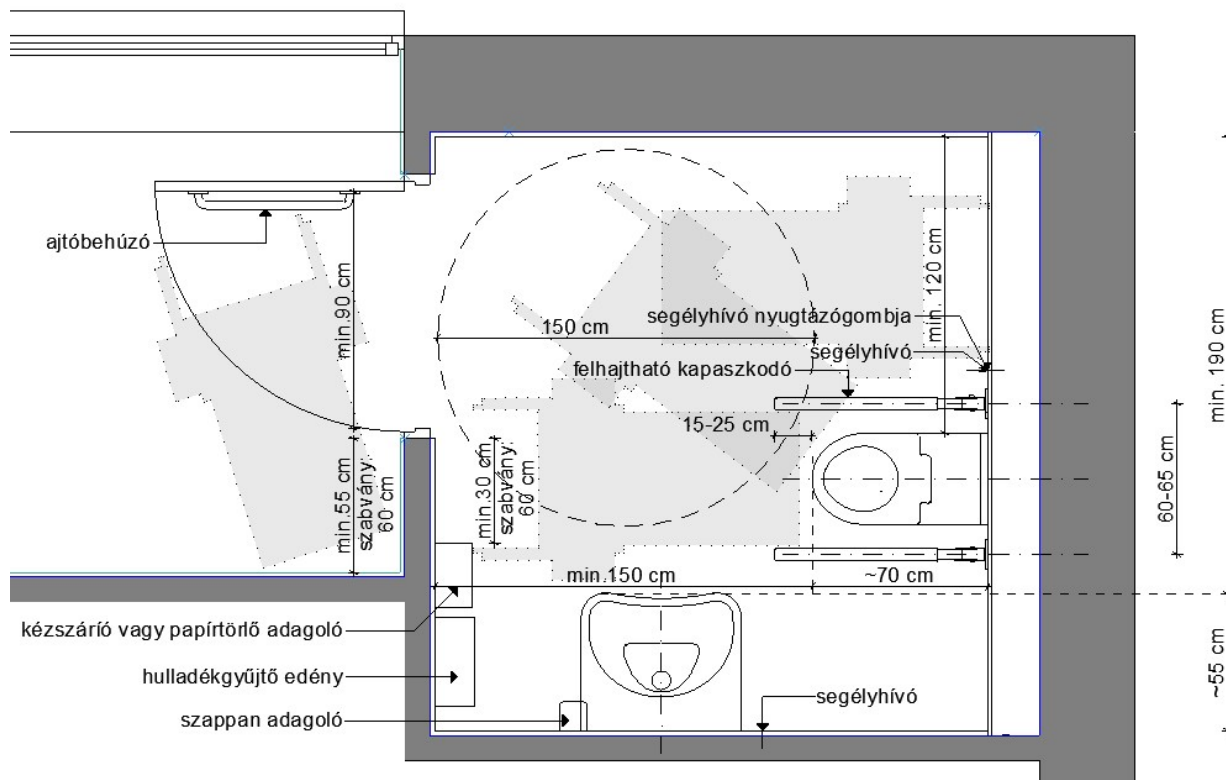 ajtóbehúzó
min.90 cm
150 cm
min. 120 cm
segélyhívó nyugtázógombja
segélyhívó
felhajtható kapaszkodó
15-25 cm
min. 190 cm
60-65 cm
min.55 cm
szabvány:
60 cm
min.30 cm
szabvány:
60 cm
min.150 cm
~70 cm
kézszáríó vagy papírtörlő adagoló
hulladékgyűjtő edény
szappan adagoló
segélyhívó
~55 cm